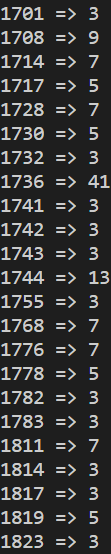 1701 => 3
1708 => 9
1714 => 7
1717 => 5
1728 => 7
1730 => 5
1732 => 3
1736 => 41
1741 => 3
1742 => 3
1743 => 3
1744 => 13
1755 => 3
1768 => 7
1776 => 7
1778 => 5
1782 => 3
1783 => 3
1811 => 7
1814 => 3
1817 => 3
1819 => 5
1823 => 3